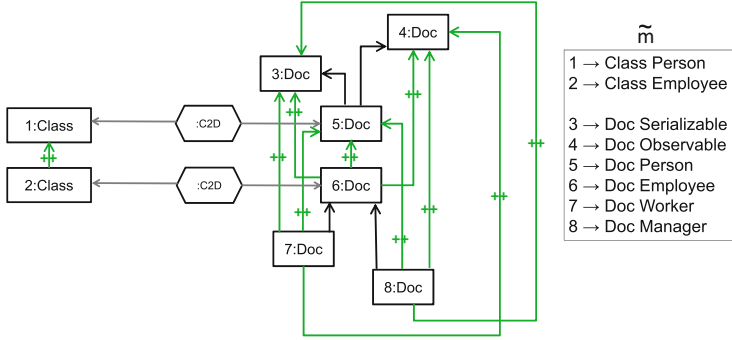 4:Doc
m̃
3:Doc
1 → Class Person
2 → Class Employee
++
++
1:Class
:C2D
5:Doc
++
3 → Doc Serializable
4 → Doc Observable
++
++
++
5 → Doc Person
2:Class
:C2D
6:Doc
6 → Doc Employee
++
++
++
7 → Doc Worker
8 → Doc Manager
7:Doc
++
8:Doc